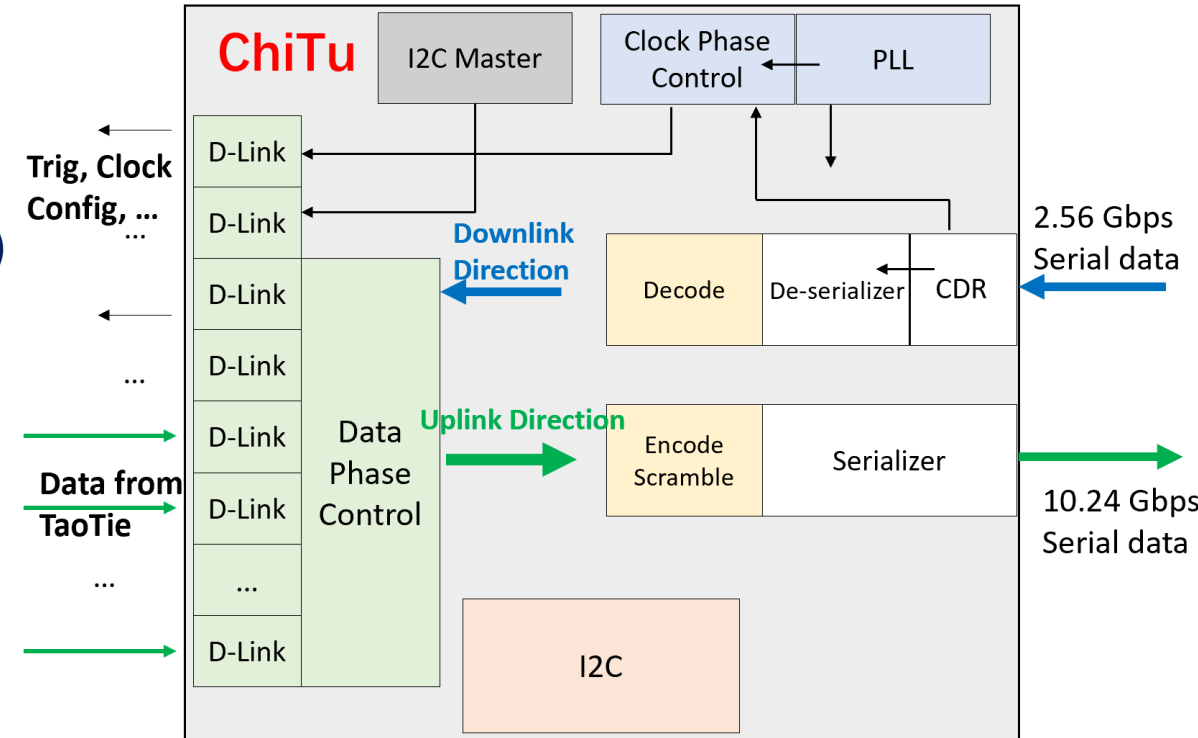 ChiTu
I2C Master
Clock Phase
Control
PLL
D-Link
D-Link
D-Link
D-Link
D-Link
D-Link
...
D-Link
Trig, Clock
Config, ...
...
...
Data from
TaoTie
...
Data
Phase
Control
Downlink
Direction
Uplink Direction
Decode
De-serializer
CDR
2.56 Gbps
Serial data
Encode
Scramble
Serializer
10.24 Gbps
Serial data
I2C